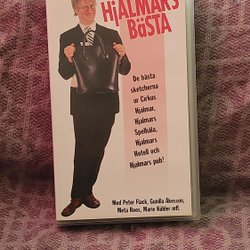 HJALMARS
BÄSTA
De bästa
sketcherna
ur Cirkus
Hjalmar,
Hjalmars
Spelhåla,
Hjalmars
Hotell och
Hjalmars pub!
Med Peter Flack, Gunilla Åkesson,
Meta Roos, Marie Kühler mfl.